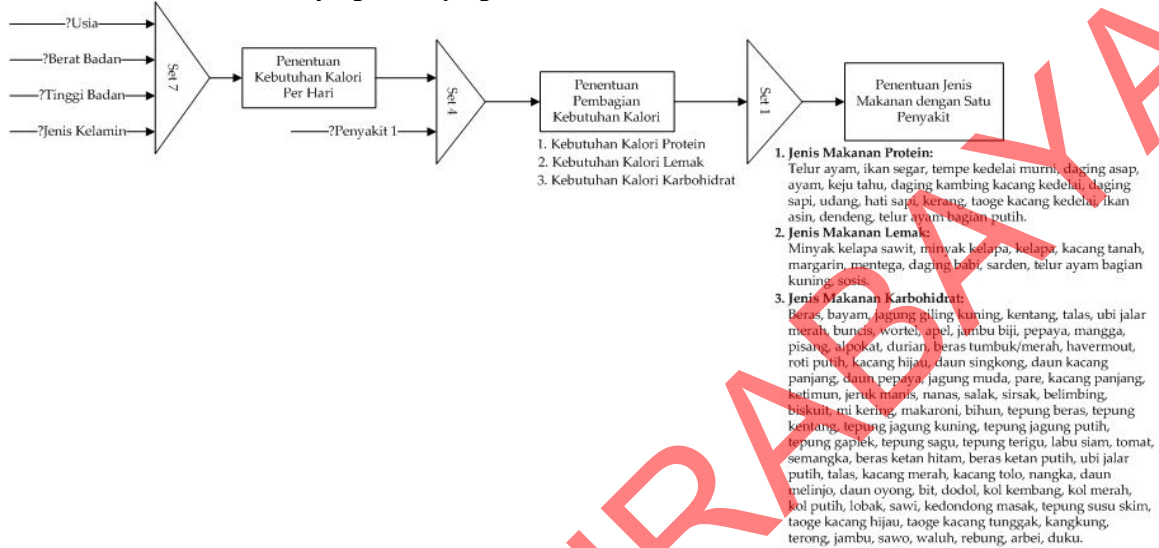 ?Usia
?Berat Badan
?Tinggi Badan
?Jenis Kelamin
Set 7
Penentuan
Kebutuhan Kalori
Per Hari
?Penyakit 1
Set 4
Penentuan
Pembagian
Kebutuhan Kalori
1. Kebutuhan Kalori Protein
2. Kebutuhan Kalori Lemak
3. Kebutuhan Kalori Karbohidrat
Set 1
Penentuan Jenis
Makanan dengan Satu
Penyakit
1. Jenis Makanan Protein:
Telur ayam, ikan segar, tempe kedelai murni, daging asap,
ayam, keju tahu, daging kambing kacang kedelai, daging
sapi, udang, hati sapi, kerang, taoge kacang kedelai, ikan
asin, dendeng, telur ayam bagian putih.
2. Jenis Makanan Lemak:
Minyak kelapa sawit, minyak kelapa, kelapa, kacang tanah,
margarin, mentega, daging babi, sarden, telur ayam bagian
kuning, sosis.
3. Jenis Makanan Karbohidrat:
Beras, bayam, jagung giling kuning, kentang, talas, ubi jalar
merah, buncis, wortel, apel, jambu biji, pepaya, mangga,
pisang, alpokat, durian, beras tumbuk/merah, havermout,
roti putih, kacang hijau, daun singkong, daun kacang
panjang, daun pepaya, jagung muda, pare, kacang panjang,
ketimun, jeruk manis, nanas, salak, sirsak, belimbing,
biskuit, mi kering, makaroni, bihun, tepung beras, tepung
kentang, tepung jagung kuning, tepung jagung putih,
tepung gaplek, tepung sagu, tepung terigu, labu siam, tomat,
semangka, beras ketan hitam, beras ketan putih, ubi jalar
putih, talas, kacang merah, kacang tolo, nangka, daun
melinjo, daun oyong, bit, dodol, kol kembang, kol merah,
kol putih, lobak, sawi, kedondong masak, tepung susu skim,
taoge kacang hijau, taoge kacang tunggak, kangkung,
terong, jambu, sawo, waluh, rebung, arbei, duku.
RABAYA